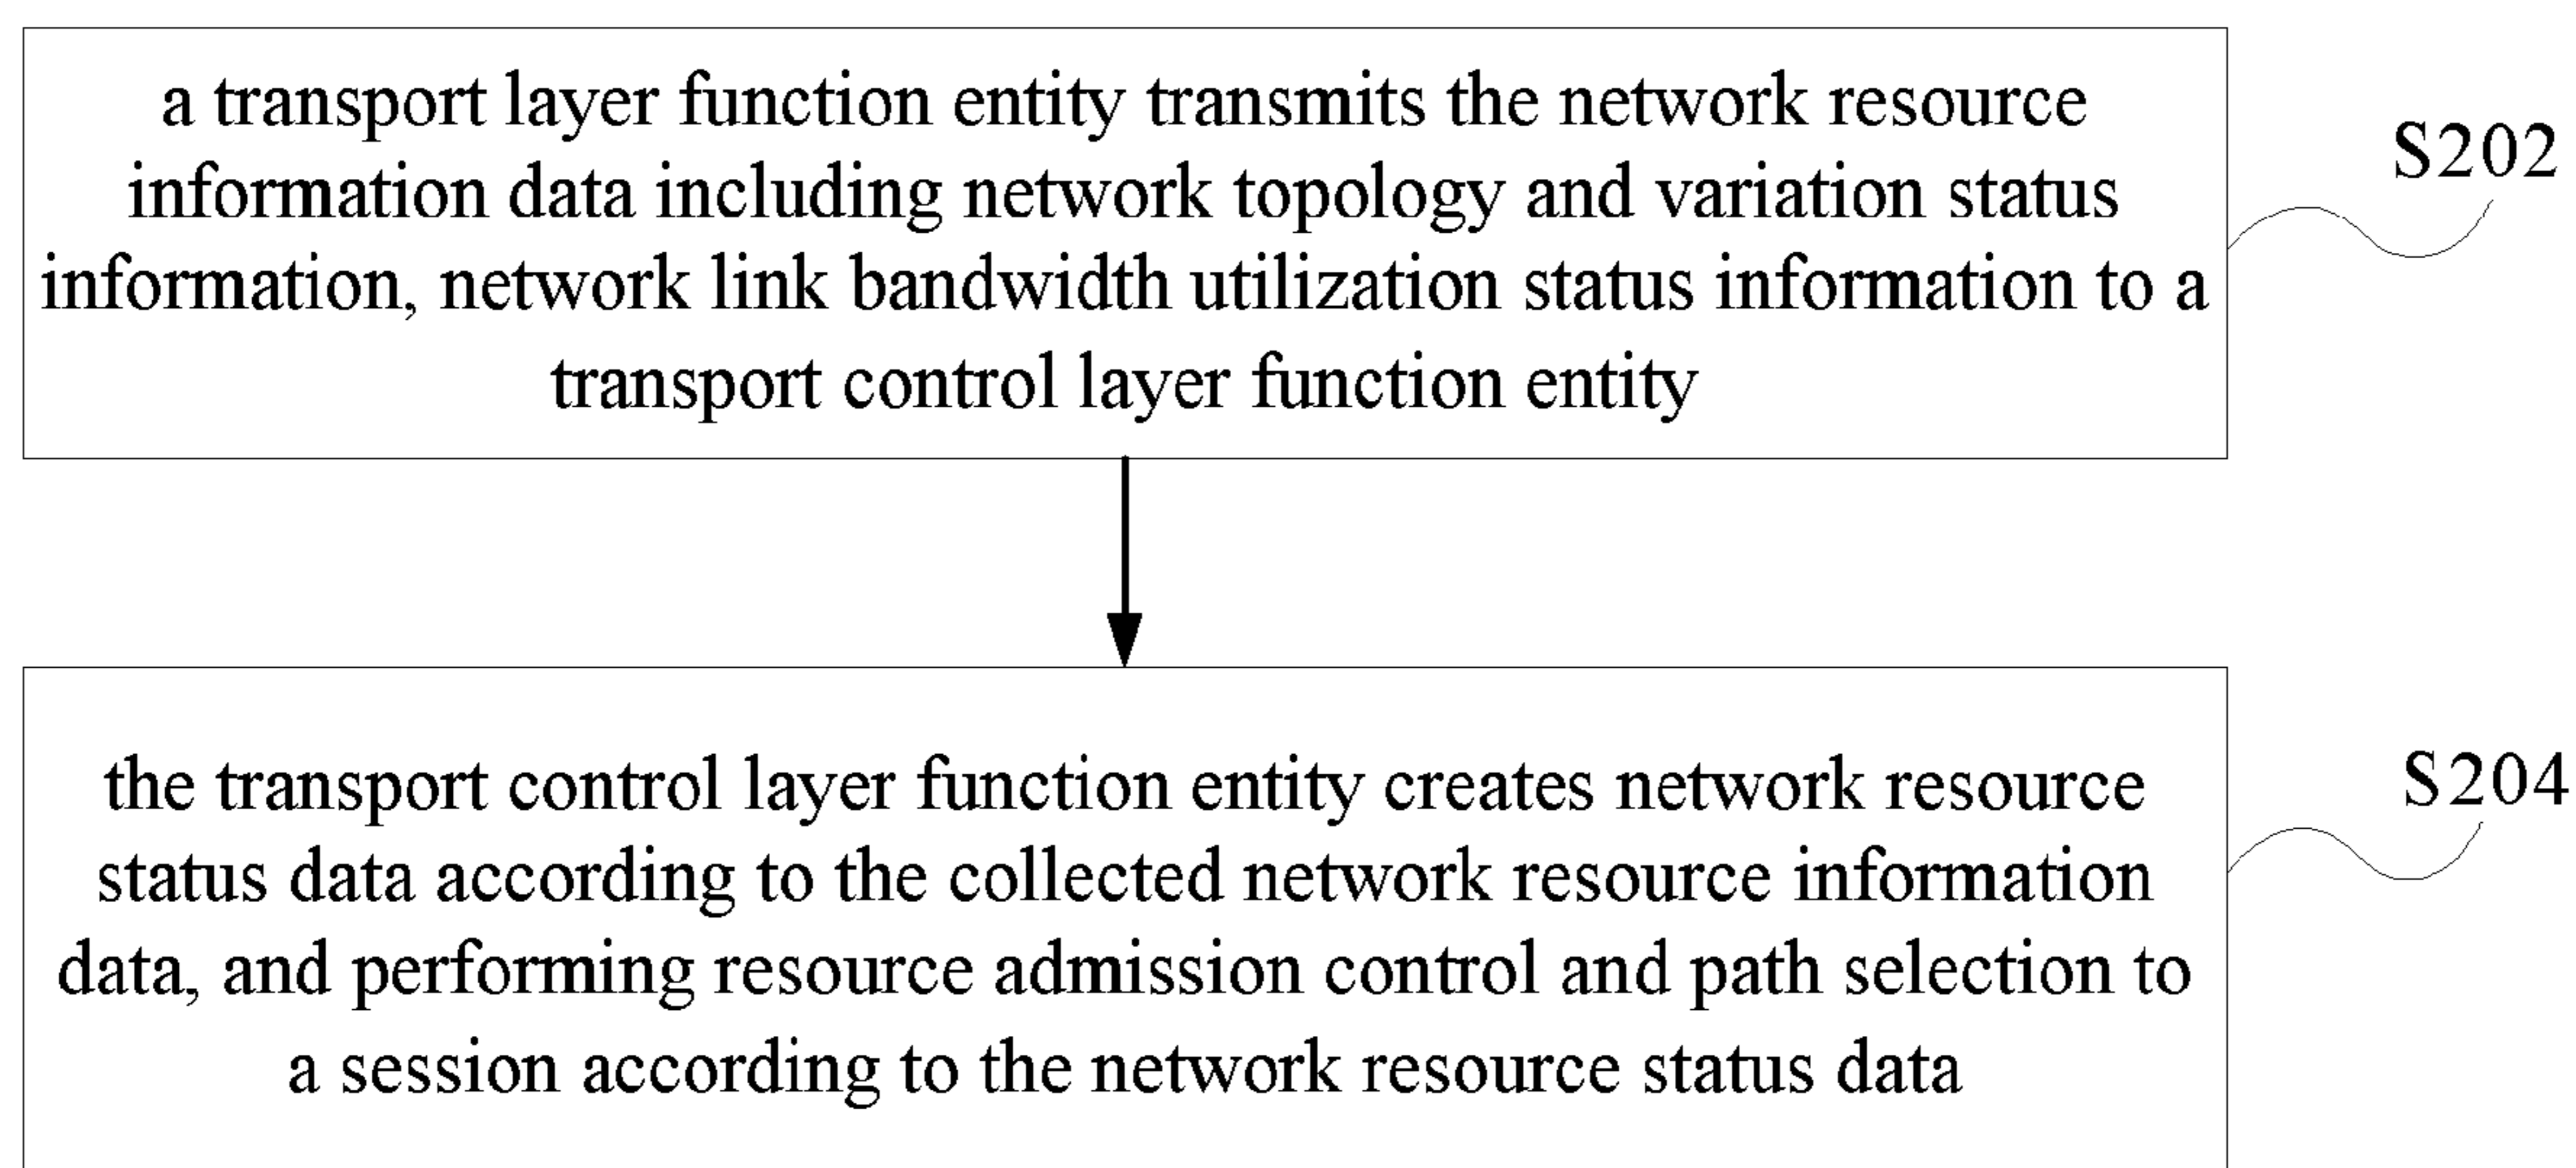 a transport layer function entity transmits the network resource
information data including network topology and variation status
information, network link bandwidth utilization status information to a
transport control layer function entity
S202
the transport control layer function entity creates network resource
status data according to the collected network resource information
data, and performing resource admission control and path selection to
a session according to the network resource status data
S204